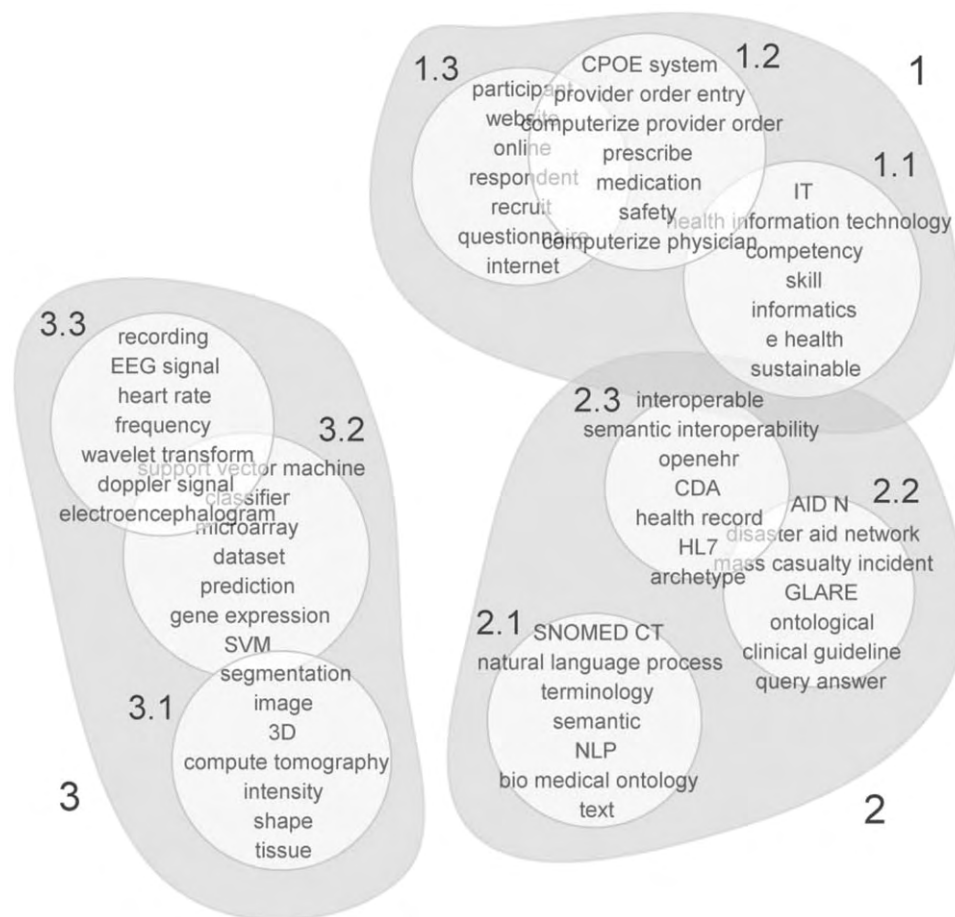 1
1.3
participant
website
online
respondent
recruit
questionnaire
internet
1.2
CPOE system
provider order entry
computerize provider order
prescribe
medication
safety
computerize physician
1.1
IT
health information technology
competency
skill
informatics
e health
sustainable
3.3
recording
EEG signal
heart rate
frequency
wavelet transform
doppler signal
electroencephalogram
3.2
support vector machine
classifier
microarray
dataset
prediction
gene expression
SVM
3.1
segmentation
image
3D
compute tomography
intensity
shape
tissue
3
2.3
interoperable
semantic interoperability
openehr
CDA
health record
HL7
archetype
2.2
AID N
disaster aid network
mass casualty incident
GLARE
ontological
clinical guideline
query answer
2.1
SNOMED CT
natural language process
terminology
semantic
NLP
bio medical ontology
text
2